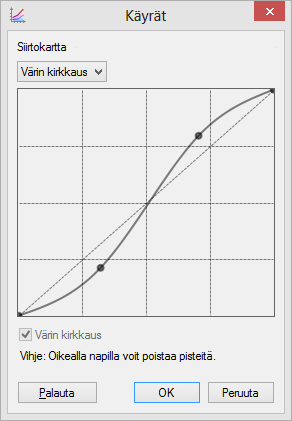 Käyrät
Siirtokartta
Värin kirkkaus
Värin kirkkaus
Vihje: Oikealla napilla voit poistaa pisteitä.
Palauta OK Peruuta